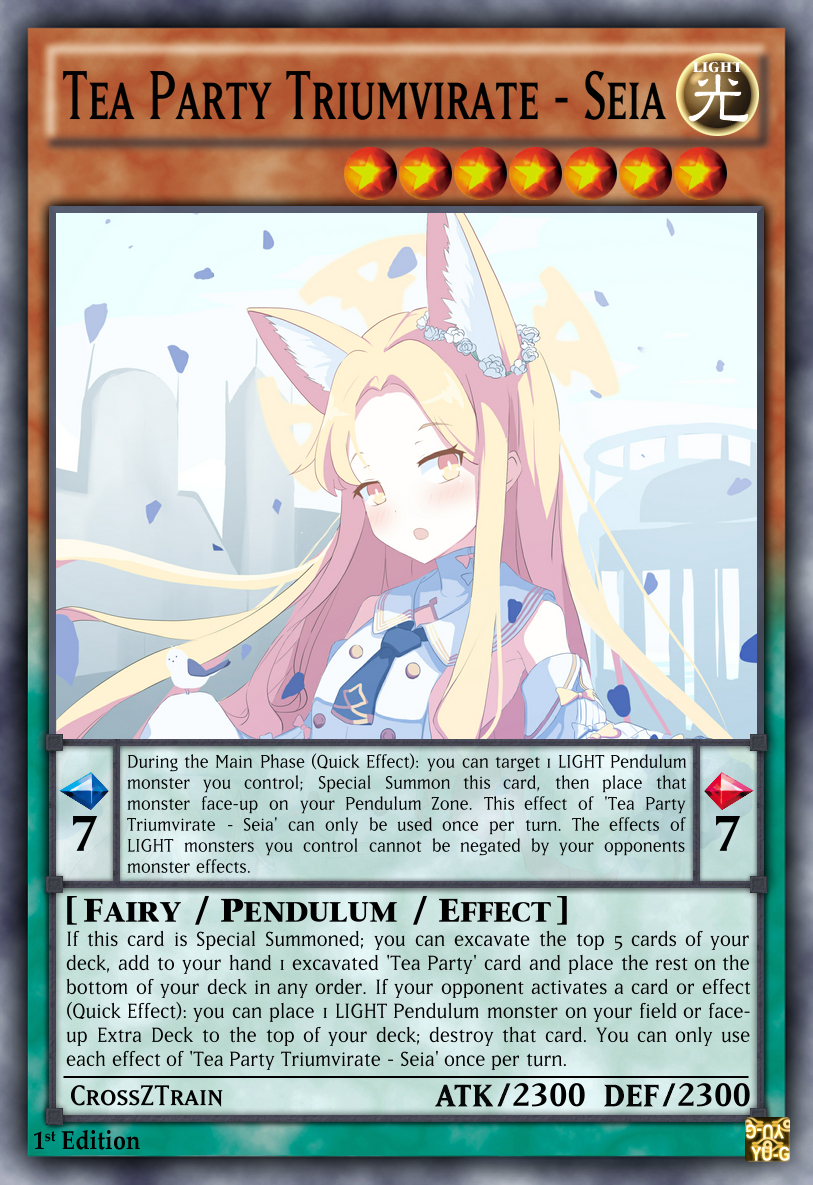 Tea Party Triumvirate - Seia
LIGHT
光
During the Main Phase (Quick Effect): you can target 1 LIGHT Pendulum
monster you control; Special Summon this card, then place that
monster face-up on your Pendulum Zone. This effect of 'Tea Party
Triumvirate - Seia' can only be used once per turn. The effects of
LIGHT monsters you control cannot be negated by your opponents
monster effects.
7
7
[ Fairy / Pendulum / Effect ]
If this card is Special Summoned; you can excavate the top 5 cards of your
deck, add to your hand 1 excavated 'Tea Party' card and place the rest on the
bottom of your deck in any order. If your opponent activates a card or effect
(Quick Effect): you can place 1 LIGHT Pendulum monster on your field or face-
up Extra Deck to the top of your deck; destroy that card. You can only use
each effect of 'Tea Party Triumvirate - Seia' once per turn.
CrossZTrain
ATK/2300 DEF/2300
1st Edition